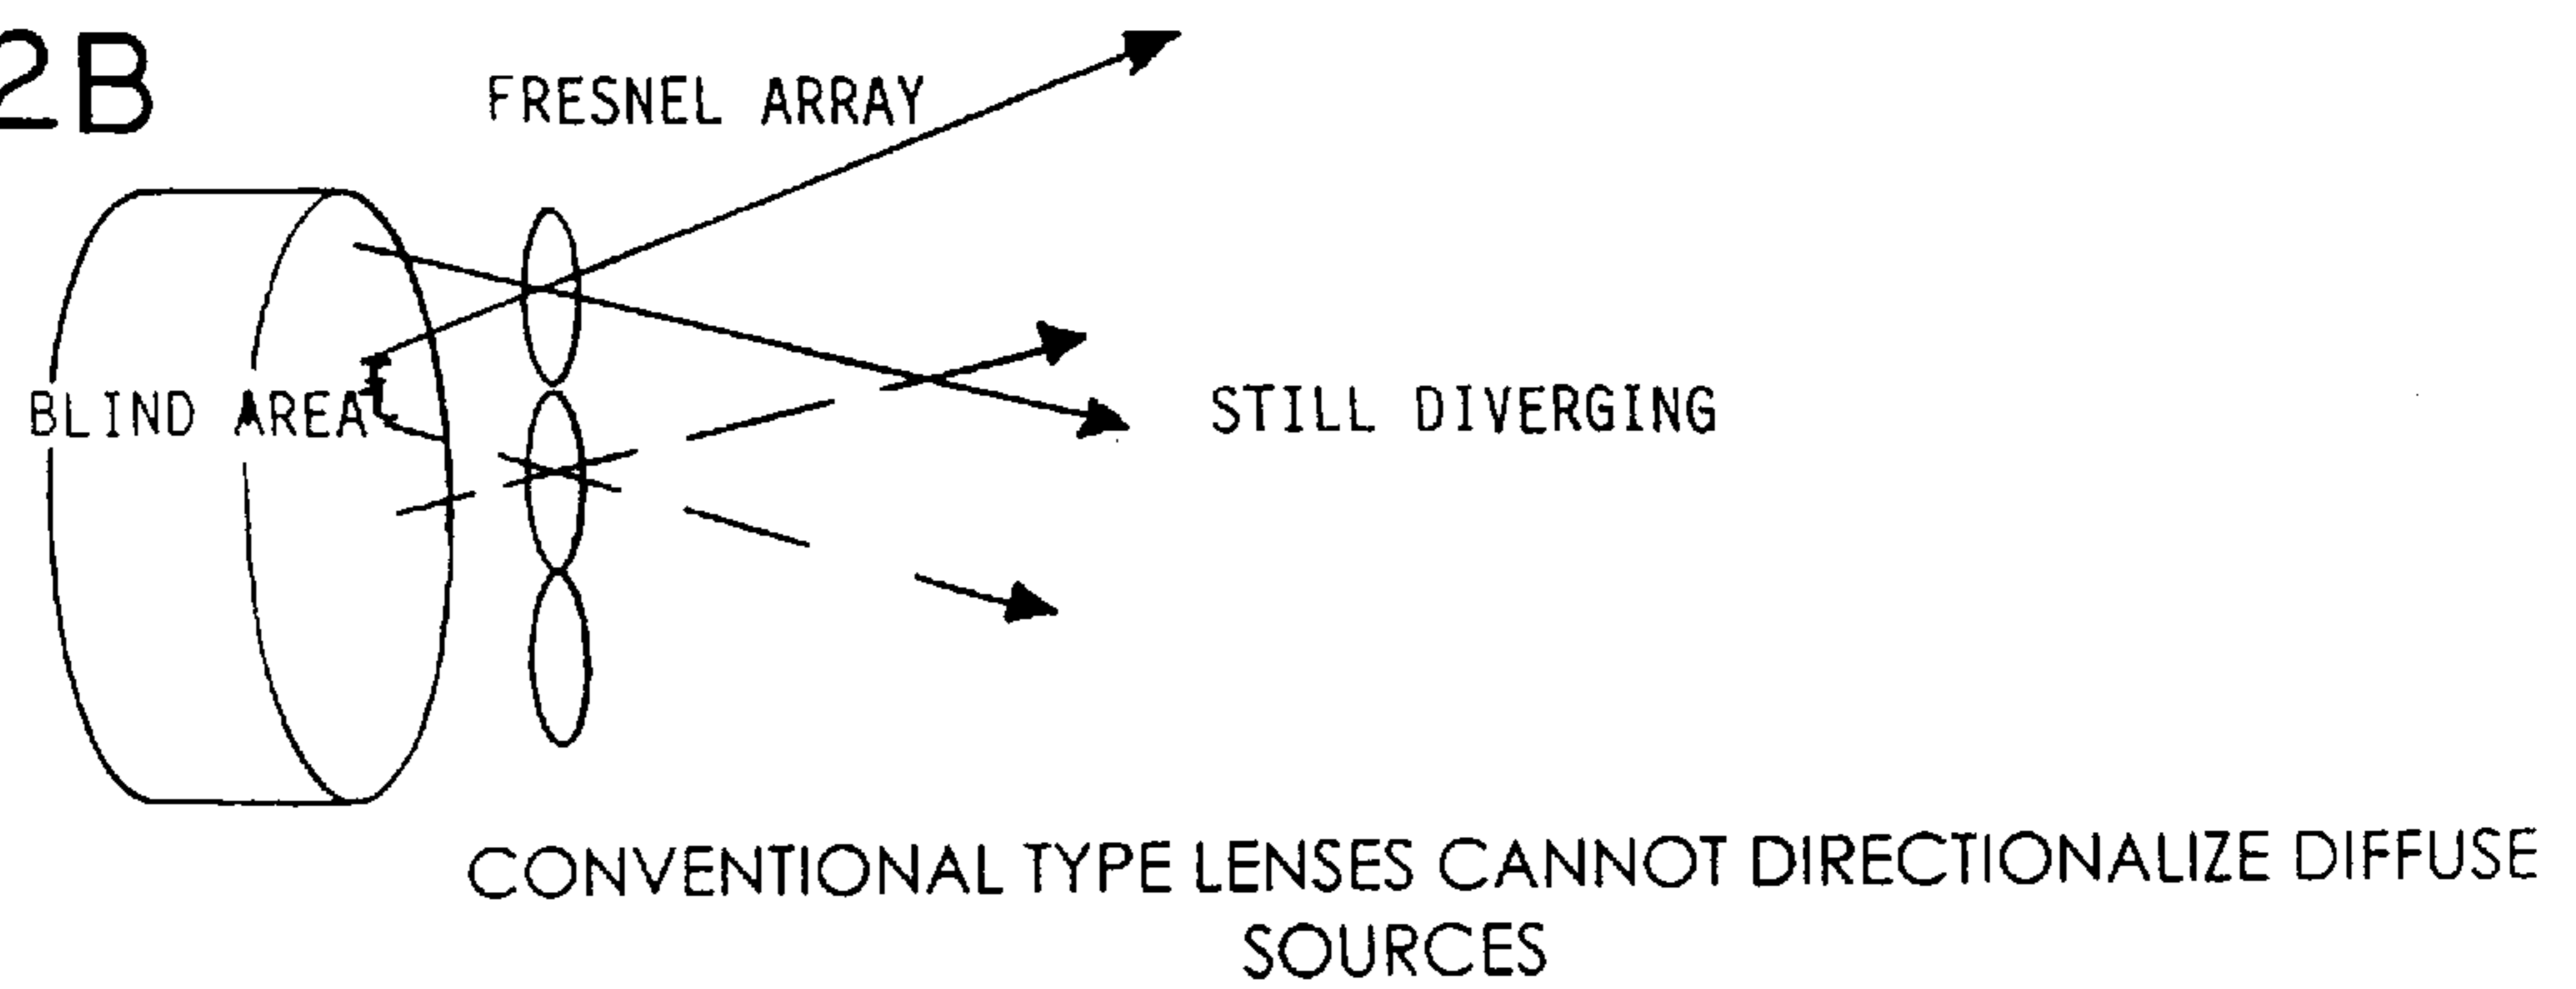 2B
FRESNEL ARRAY
BLIND AREA
STILL DIVERGING
CONVENTIONAL TYPE LENSES CANNOT DIRECTIONALIZE DIFFUSE
SOURCES